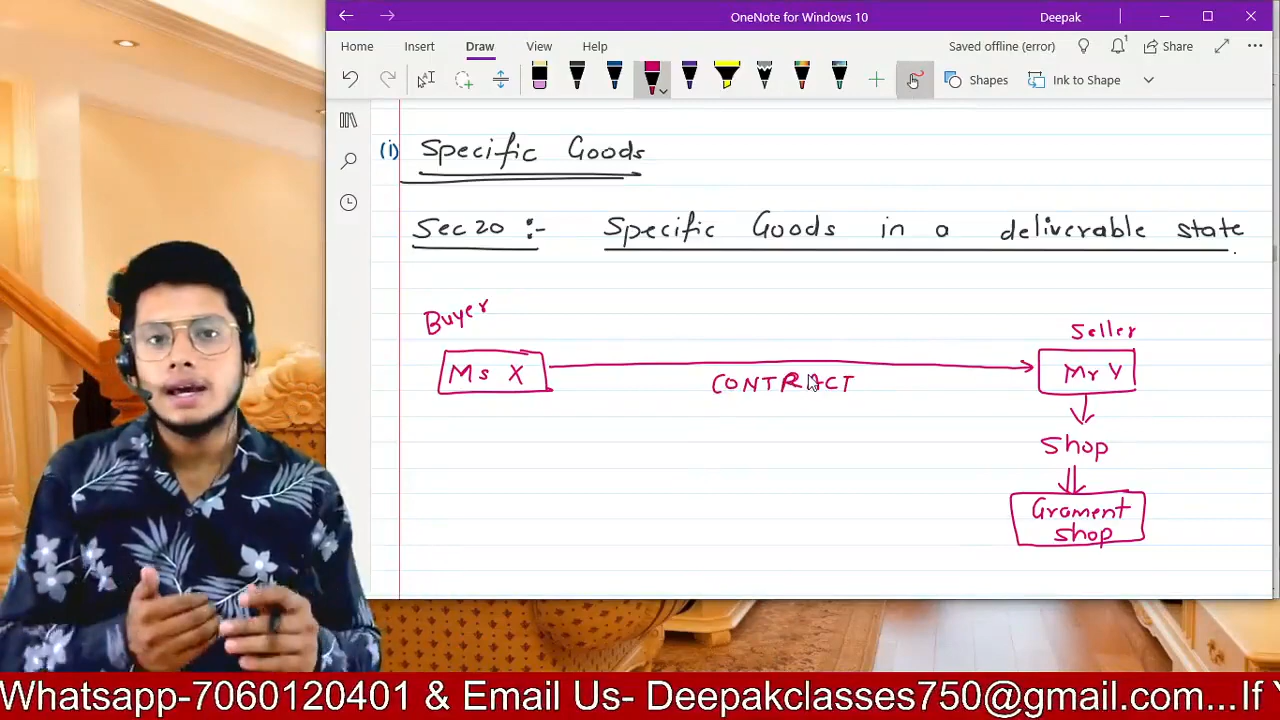 OneNote for Windows 10
Deepak
Home Insert Draw View Help
Saved offline (error)
1
Share
Shapes
Ink to Shape
(i) Specific Goods
Sec 20 :- Specific Goods in a deliverable state.
Buyer
Seller
Ms X
CONTRACT
Mr Y
Shop
Grament
shop
Whatsapp-7060120401 & Email Us- Deepakclasses750@gmail.com...If Y